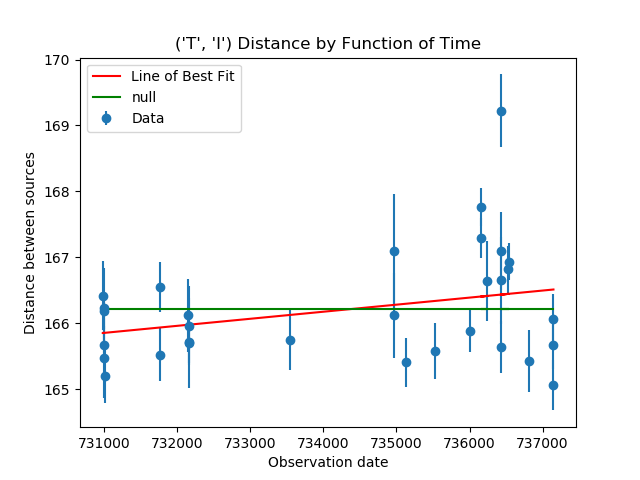 ('T', 'I') Distance by Function of Time
Line of Best Fit
null
Data
Distance between sources
170
169
168
167
166
165
731000 732000 733000 734000 735000 736000 737000
Observation date